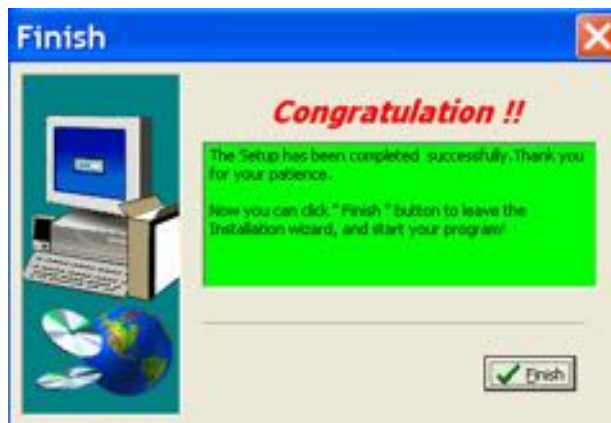 Finish
Congratulation !!
The Setup has been completed successfully.Thank you
for your patience.
Now you can click " Finish " button to leave the
Installation wizard, and start your program!
Finish